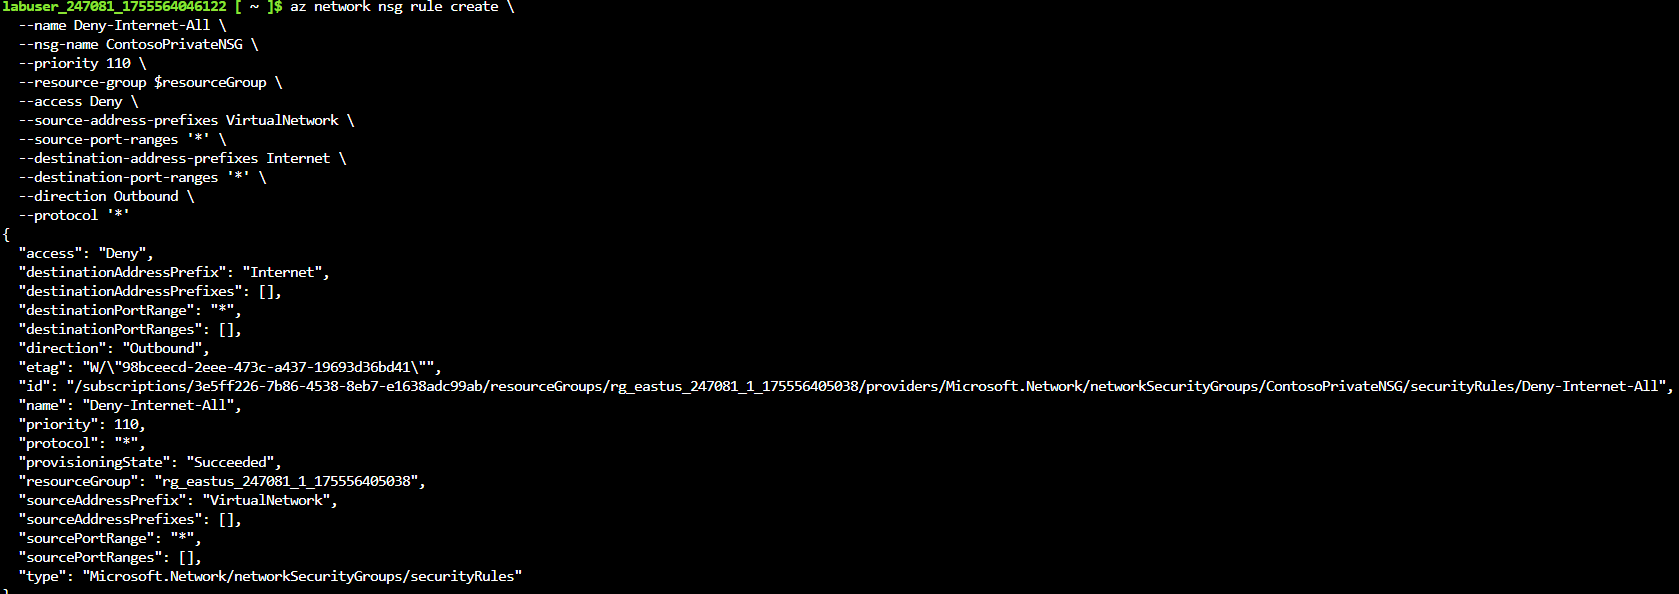 labuser_247081_1755564046122 [ ~ ]$ az network nsg rule create \
--name Deny-Internet-All \
--nsg-name ContosoPrivateNSG \
--priority 110 \
--resource-group $resourceGroup \
--access Deny \
--source-address-prefixes VirtualNetwork \
--source-port-ranges '*' \
--destination-address-prefixes Internet \
--destination-port-ranges '*' \
--direction Outbound \
--protocol '*'
{
"access": "Deny",
"destinationAddressPrefix": "Internet",
"destinationAddressPrefixes": [],
"destinationPortRange": "*",
"destinationPortRanges": [],
"direction": "Outbound",
"etag": "W/\"98bceecd-2eee-473c-a437-19693d36bd41\"",
"id": "/subscriptions/3e5ff226-7b86-4538-8eb7-e1638adc99ab/resourceGroups/rg_eastus_247081_1_175556405038/providers/Microsoft.Network/networkSecurityGroups/ContosoPrivateNSG/securityRules/Deny-Internet-All",
"name": "Deny-Internet-All",
"priority": 110,
"protocol": "*",
"provisioningState": "Succeeded",
"resourceGroup": "rg_eastus_247081_1_175556405038",
"sourceAddressPrefix": "VirtualNetwork",
"sourceAddressPrefixes": [],
"sourcePortRange": "*",
"sourcePortRanges": [],
"type": "Microsoft.Network/networkSecurityGroups/securityRules"
}